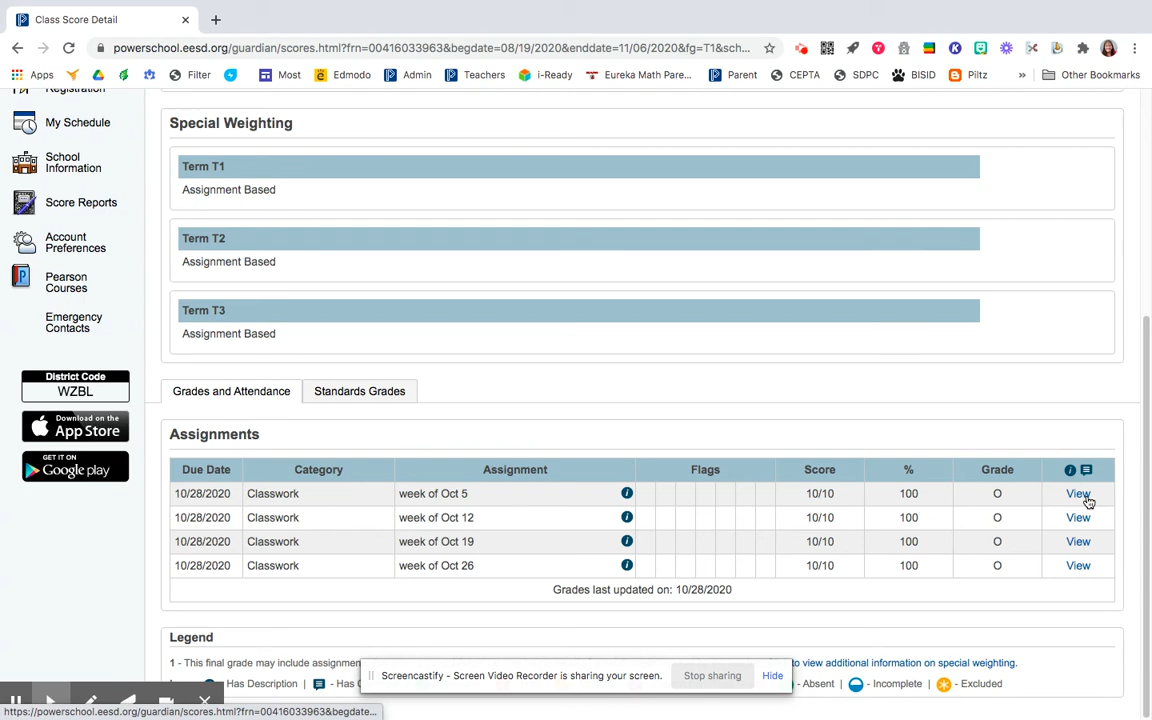 Class Score Detail
powerschool.eesd.org/guardian/scores.html?frn=00416033963&begdate=08/19/2020&enddate=11/06/2020&fg=T1&sch...
Apps Filter Most Edmodo Admin Teachers i-Ready Eureka Math Pare... Parent CEPTA SDPC BISID Piltz » Other Bookmarks
Registration
My Schedule
School
Information
Score Reports
Account
Preferences
Pearson
Courses
Emergency
Contacts
District Code
WZBL
Download on the
App Store
GET IT ON
Google play
Special Weighting
Term T1
Assignment Based
Term T2
Assignment Based
Term T3
Assignment Based
Grades and Attendance Standards Grades
Assignments
Due Date Category Assignment Flags Score % Grade
10/28/2020 Classwork week of Oct 5 10/10 100 O View
10/28/2020 Classwork week of Oct 12 10/10 100 O View
10/28/2020 Classwork week of Oct 19 10/10 100 O View
10/28/2020 Classwork week of Oct 26 10/10 100 O View
Grades last updated on: 10/28/2020
Legend
1 - This final grade may include assignme to view additional information on special weighting.
- Has Description - Has - Absent - Incomplete - Excluded
Screencastify - Screen Video Recorder is sharing your screen. Stop sharing Hide
https://powerschool.eesd.org/guardian/scores.html?frn=00416033963&begdate...